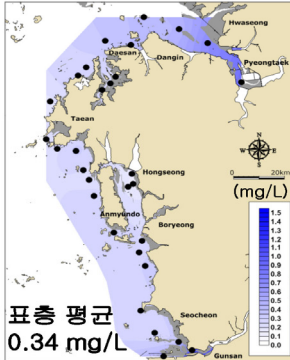 Hwaseong
Daesan
Dangin
Pyeongtaek
Taean
N
W E
S
0 20km
Hongseong
(mg/L)
Anmyundo
Boryeong
1.5
1.4
1.3
1.2
1.1
1.0
0.9
0.8
0.7
0.6
0.5
0.4
0.3
0.2
0.1
0.0
표층 평균
0.34 mg/L
Seocheon
Gunsan